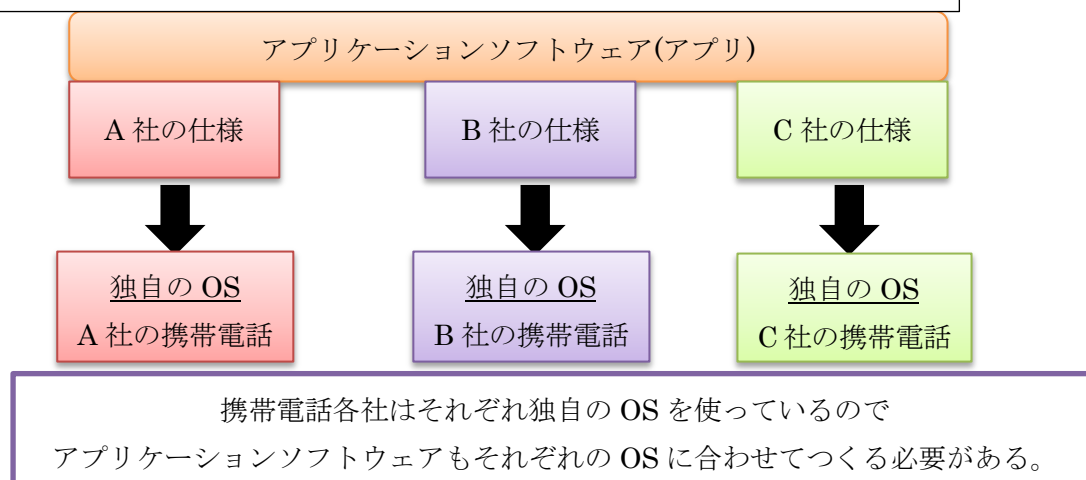 アプリケーションソフトウェア(アプリ)
A 社の仕様
B 社の仕様
C 社の仕様
独自の OS
A 社の携帯電話
独自の OS
B 社の携帯電話
独自の OS
C 社の携帯電話
携帯電話各社はそれぞれ独自の OS を使っているので
アプリケーションソフトウェアもそれぞれの OS に合わせてつくる必要がある。